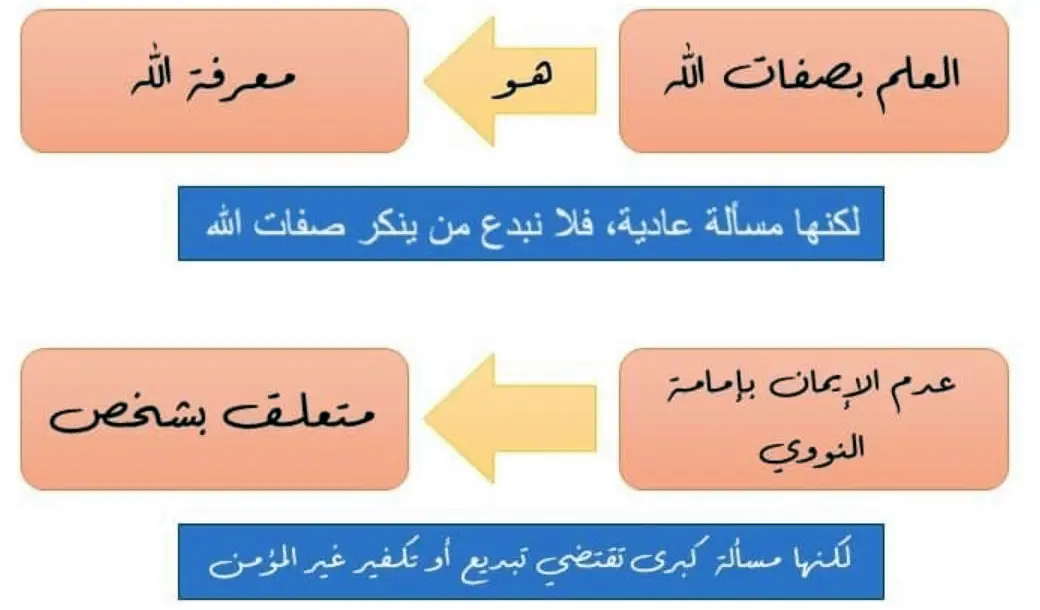 العلم بصفات الله
هو
معرفة الله
لكنها مسألة عادية، فلا نبدع من ينكر صفات الله
عدم الإيمان بإمامة
النووي
متعلق بشخص
لكنها مسألة كبرى تقتضي تبديع أو تكفير غير المؤمن